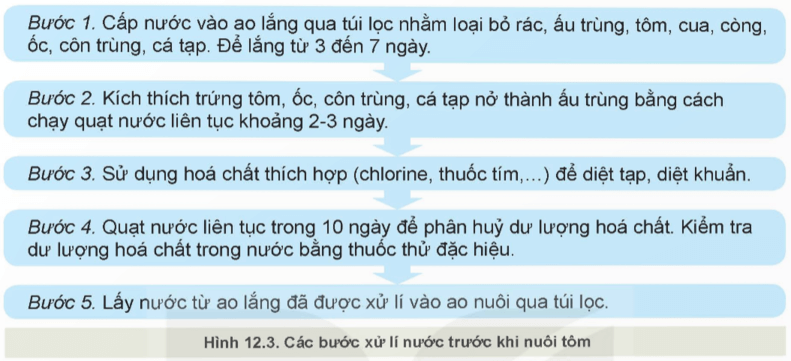 Bước 1. Cấp nước vào ao lắng qua túi lọc nhằm loại bỏ rác, ấu trùng, tôm, cua, còng,
ốc, côn trùng, cá tạp. Để lắng từ 3 đến 7 ngày.
Bước 2. Kích thích trứng tôm, ốc, côn trùng, cá tạp nở thành ấu trùng bằng cách
chạy quạt nước liên tục khoảng 2-3 ngày.
Bước 3. Sử dụng hoá chất thích hợp (chlorine, thuốc tím,...) để diệt tạp, diệt khuẩn.
Bước 4. Quạt nước liên tục trong 10 ngày để phân huỷ dư lượng hoá chất. Kiểm tra
dư lượng hoá chất trong nước bằng thuốc thử đặc hiệu.
Bước 5. Lấy nước từ ao lắng đã được xử lí vào ao nuôi qua túi lọc.
Hình 12.3. Các bước xử lí nước trước khi nuôi tôm